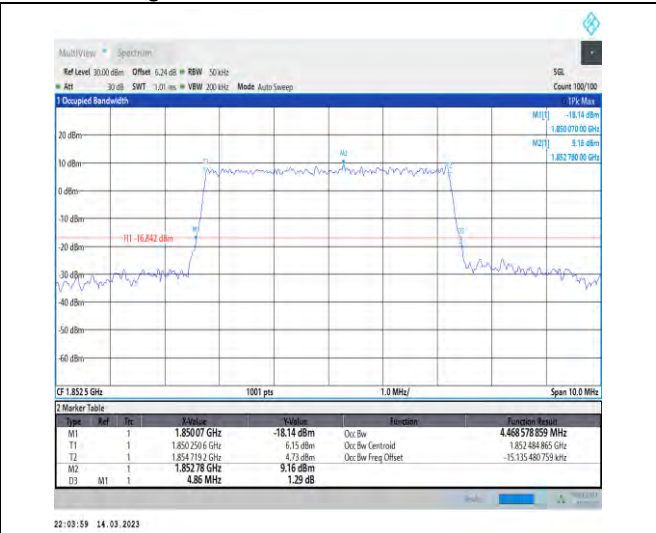 MultiView Spectrum
Ref Level 30.00 dBm Offset 6.24 dB RBW 50 kHz SGL
Att 30 dB SWT 1.01 ms VBW 200 kHz Mode Auto Sweep Count 100/100
1 Occupied Bandwidth 1Pk Max
M1[1] -18.14 dBm
1.850 070 00 GHz
M2[1] 9.16 dBm
1.852 780 00 GHz
20 dBm
M2
10 dBm
0 dBm
-10 dBm
M1
H1 -16.842 dBm
-20 dBm
-30 dBm
-40 dBm
-50 dBm
-60 dBm
CF 1.852 5 GHz 1001 pts 1.0 MHz/ Span 10.0 MHz
2 Marker Table
Type Ref Trc X-Value Y-Value Function Function Result
M1 1 1.85007 GHz -18.14 dBm Occ Bw 4.468 578 859 MHz
T1 1 1.850 250 6 GHz 6.15 dBm Occ Bw Centroid 1.852 484 865 GHz
T2 1 1.854 719 2 GHz 4.73 dBm Occ Bw Freq Offset -15.135 480 759 kHz
M2 1 1.85278 GHz 9.16 dBm
D3 M1 1 4.86 MHz 1.29 dB
22:03:59 14.03.2023